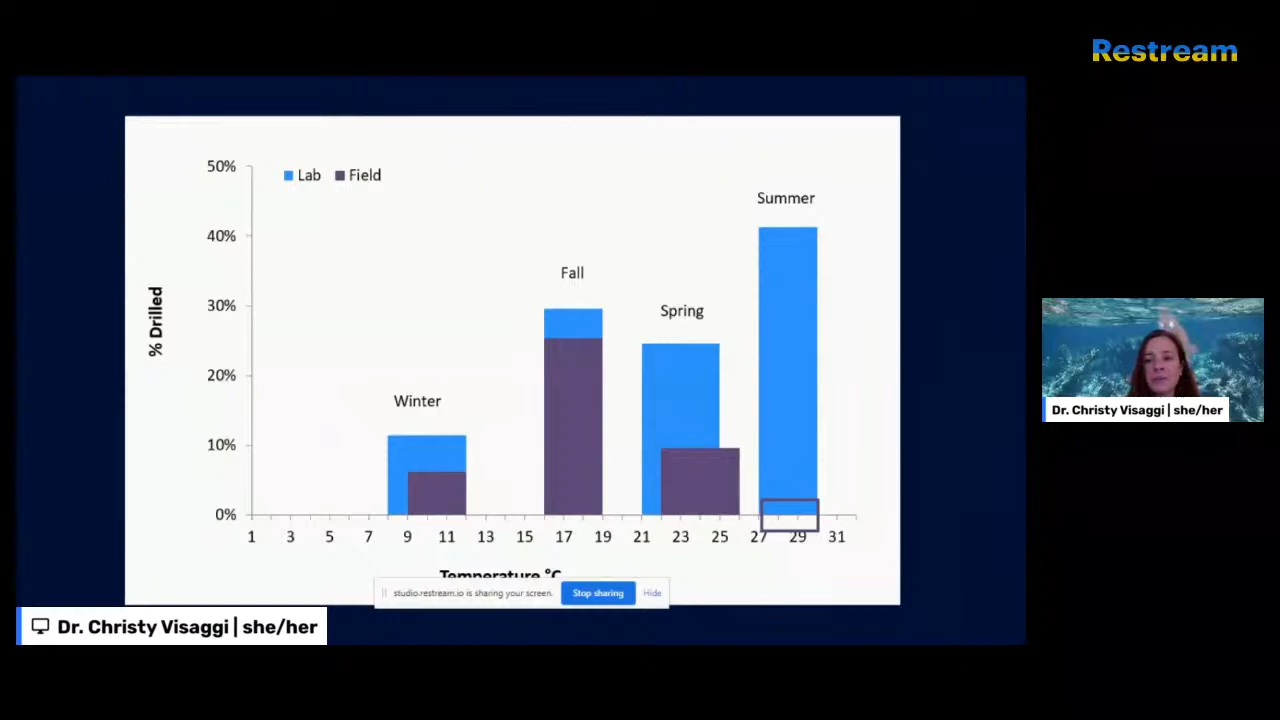 Restream
50%
Lab Field
Summer
40%
Fall
30%
Spring
% Drilled
20%
Winter
10%
0%
1 3 5 7 9 11 13 15 17 19 21 23 25 27 29 31
Temperature °C
studio.restream.io is sharing your screen. Stop sharing Hide
Dr. Christy Visaggi | she/her
Dr. Christy Visaggi | she/her